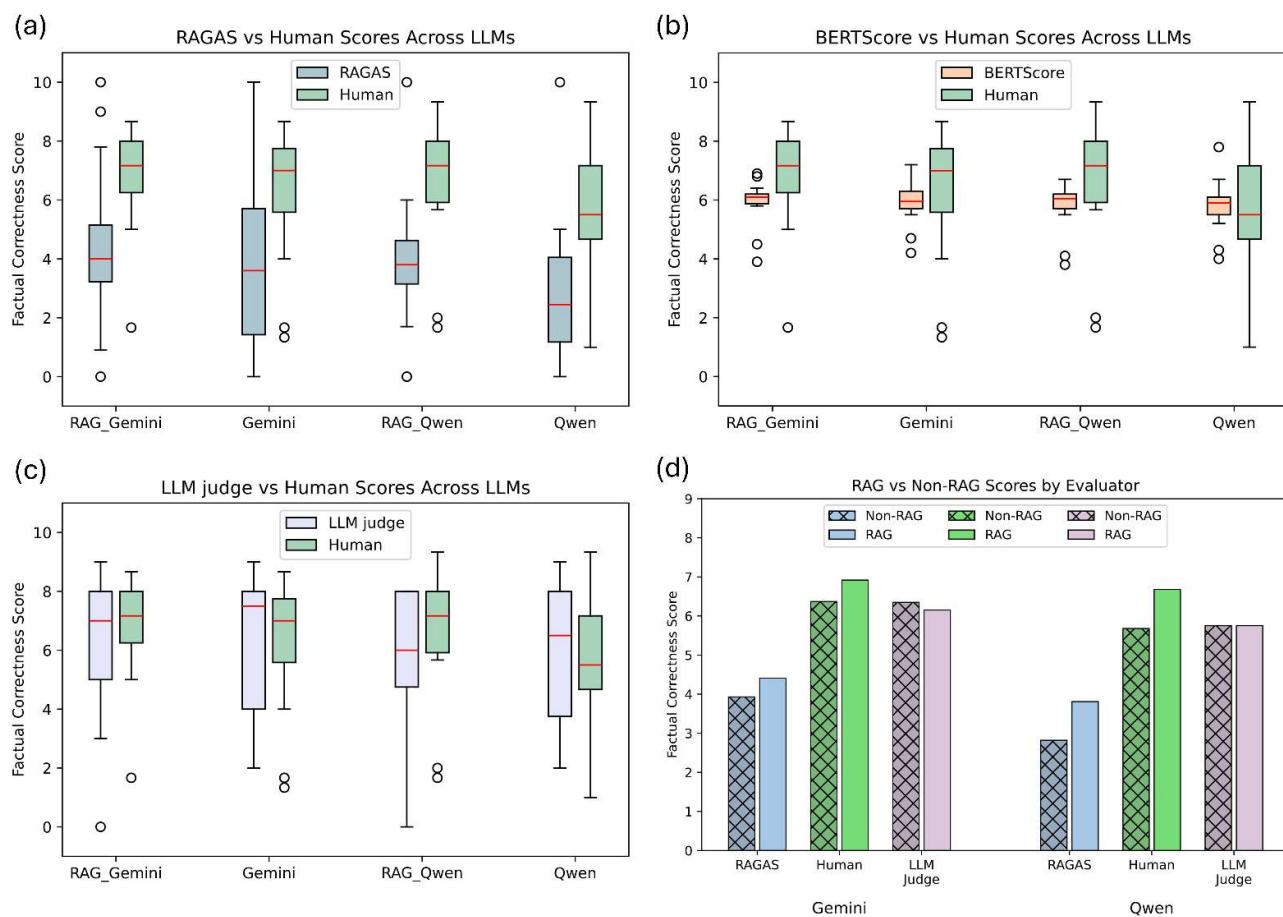 (a)
RAGAS vs Human Scores Across LLMs
RAGAS
Human
Factual Correctness Score
10
8
6
4
2
0
RAG_Gemini Gemini RAG_Qwen Qwen
(b)
BERTScore vs Human Scores Across LLMs
BERTScore
Human
Factual Correctness Score
10
8
6
4
2
0
RAG_Gemini Gemini RAG_Qwen Qwen
(c)
LLM judge vs Human Scores Across LLMs
LLM judge
Human
Factual Correctness Score
10
8
6
4
2
0
RAG_Gemini Gemini RAG_Qwen Qwen
(d)
RAG vs Non-RAG Scores by Evaluator
Non-RAG Non-RAG Non-RAG
RAG RAG RAG
Factual Correctness Score
9
8
7
6
5
4
3
2
1
0
RAGAS Human LLM RAGAS Human LLM
Judge Judge
Gemini Qwen